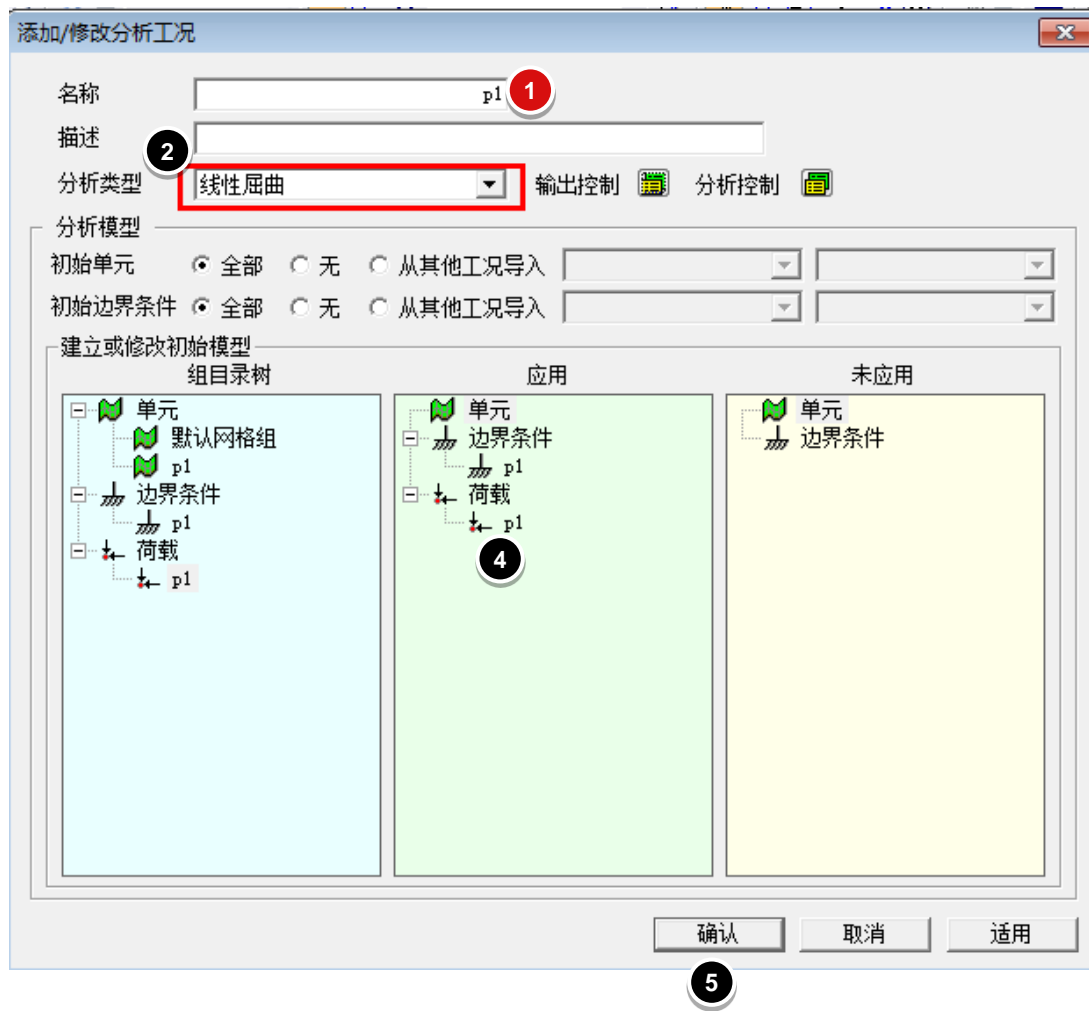 添加/修改分析工况
名称 p1 1
描述
2
分析类型 线性屈曲 输出控制 分析控制
分析模型
初始单元 全部 无 从其他工况导入
初始边界条件 全部 无 从其他工况导入
建立或修改初始模型
组目录树 应用 未应用
单元 单元 单元
默认网格组 边界条件 边界条件
p1 p1
边界条件 荷载
p1 p1
荷载 4
p1
确认 取消 适用
5